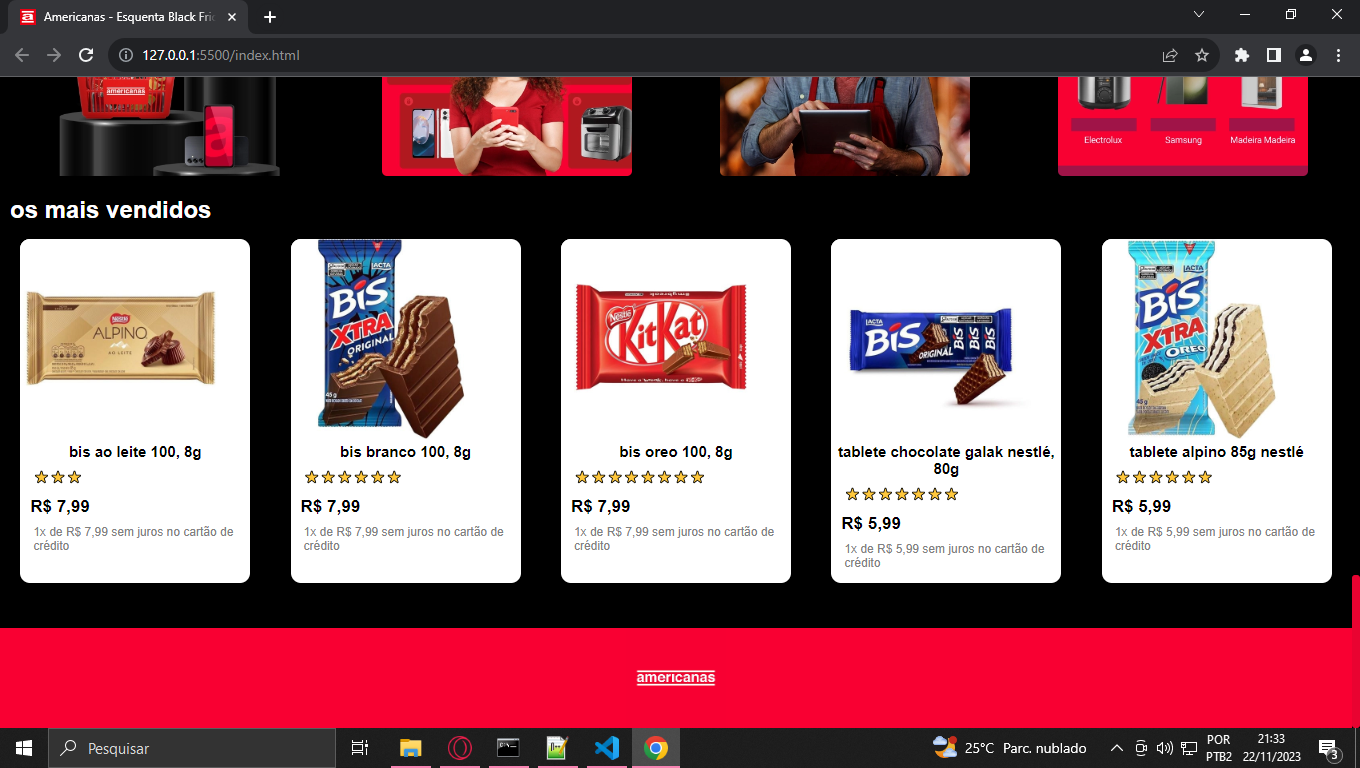 Americanas - Esquenta Black Fri
127.0.0.1:5500/index.html
americanas
Electrolux
Samsung
Madeira Madeira
os mais vendidos
Nestlé
ALPINO
AO LEITE
LACTA
BIS
XTRA
ORIGINAL
45 g
Nestlé
KitKat
LACTA
BIS
ORIGINAL
BIS BIS BIS
LACTA
BIS
XTRA
OREO
45 g
bis ao leite 100, 8g
R$ 7,99
1x de R$ 7,99 sem juros no cartão de
crédito
bis branco 100, 8g
R$ 7,99
1x de R$ 7,99 sem juros no cartão de
crédito
bis oreo 100, 8g
R$ 7,99
1x de R$ 7,99 sem juros no cartão de
crédito
tablete chocolate galak nestlé,
80g
R$ 5,99
1x de R$ 5,99 sem juros no cartão de
crédito
tablete alpino 85g nestlé
R$ 5,99
1x de R$ 5,99 sem juros no cartão de
crédito
americanas
Pesquisar
25°C Parc. nublado
POR
PTB2
21:33
22/11/2023
3